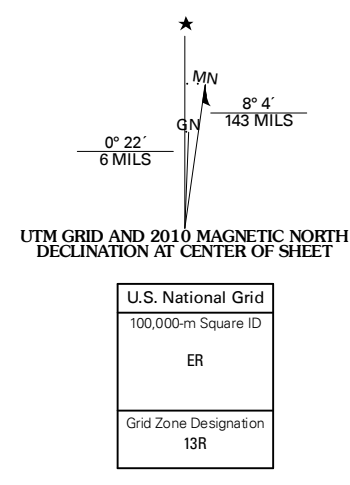 ★
MN
8° 4´
143 MILS
GN
0° 22´
6 MILS
UTM GRID AND 2010 MAGNETIC NORTH
DECLINATION AT CENTER OF SHEET
U.S. National Grid
100,000-m Square ID
ER
Grid Zone Designation
13R